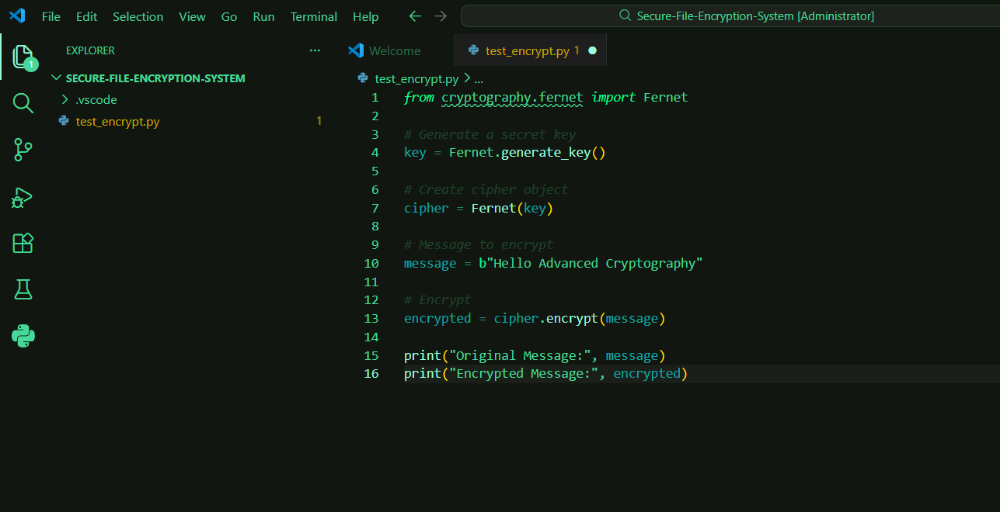 File Edit Selection View Go Run Terminal Help Secure-File-Encryption-System [Administrator]
EXPLORER ...
Welcome
test_encrypt.py 1
1
SECURE-FILE-ENCRYPTION-SYSTEM
.vscode
test_encrypt.py 1
test_encrypt.py > ...
1 from cryptography.fernet import Fernet
2
3 # Generate a secret key
4 key = Fernet.generate_key()
5
6 # Create cipher object
7 cipher = Fernet(key)
8
9 # Message to encrypt
10 message = b"Hello Advanced Cryptography"
11
12 # Encrypt
13 encrypted = cipher.encrypt(message)
14
15 print("Original Message:", message)
16 print("Encrypted Message:", encrypted)